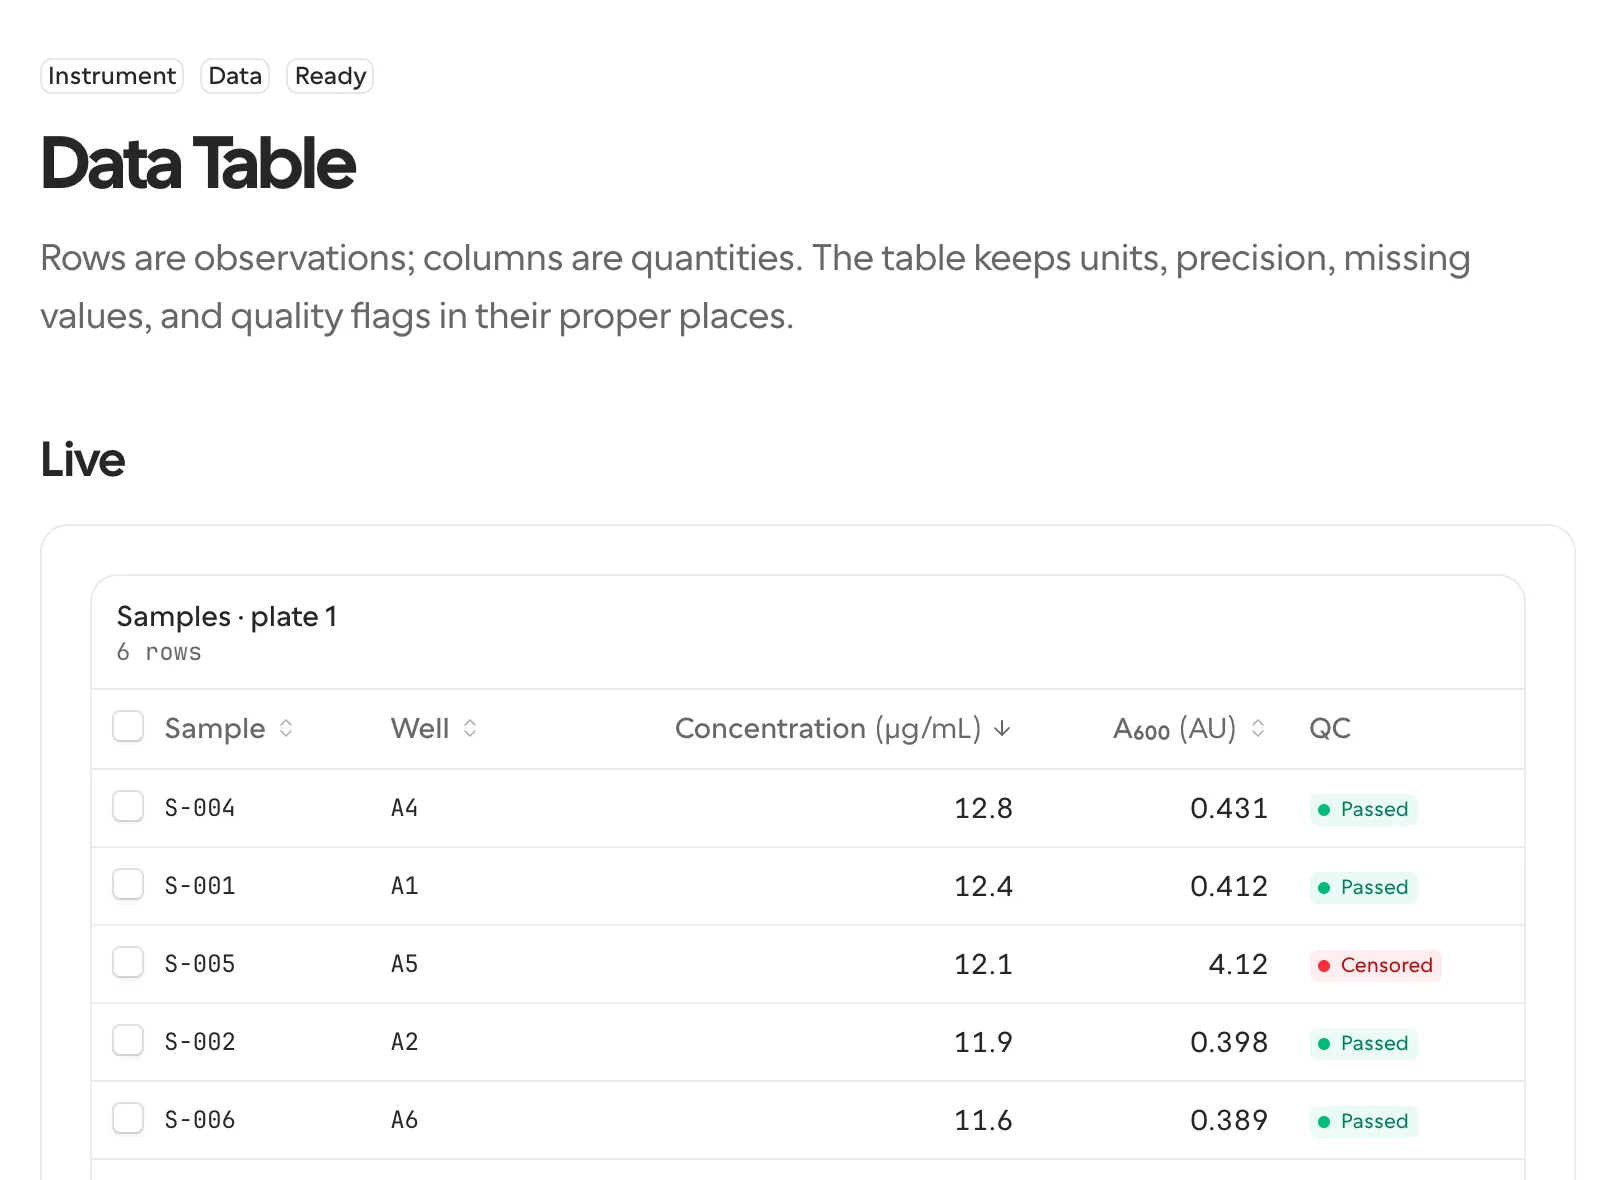 Instrument Data Ready
Data Table
Rows are observations; columns are quantities. The table keeps units, precision, missing
values, and quality flags in their proper places.
Live
Samples · plate 1
6 rows
Sample Well Concentration (µg/mL) ↓ A₆₀₀ (AU) QC
S-004 A4 12.8 0.431 Passed
S-001 A1 12.4 0.412 Passed
S-005 A5 12.1 4.12 Censored
S-002 A2 11.9 0.398 Passed
S-006 A6 11.6 0.389 Passed